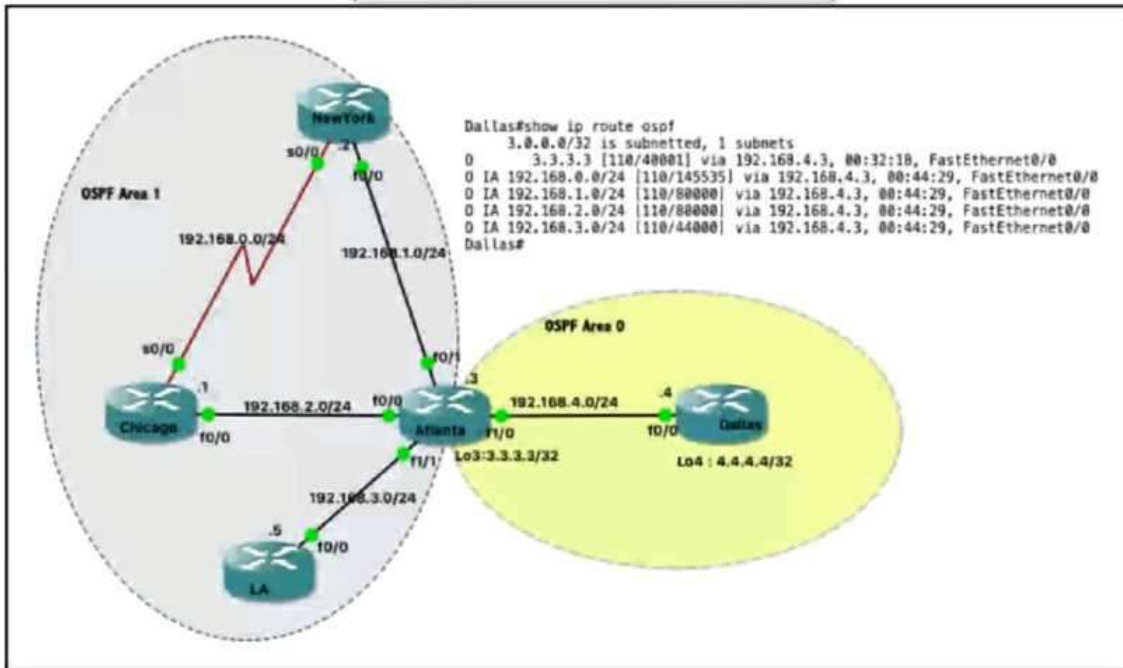 NewYork
.2
s0/0
f0/0
Dallas#show ip route ospf
3.0.0.0/32 is subnetted, 1 subnets
O 3.3.3.3 [110/40001] via 192.168.4.3, 00:32:18, FastEthernet0/0
O IA 192.168.0.0/24 [110/145535] via 192.168.4.3, 00:44:29, FastEthernet0/0
O IA 192.168.1.0/24 [110/80000] via 192.168.4.3, 00:44:29, FastEthernet0/0
O IA 192.168.2.0/24 [110/80000] via 192.168.4.3, 00:44:29, FastEthernet0/0
O IA 192.168.3.0/24 [110/44000] via 192.168.4.3, 00:44:29, FastEthernet0/0
Dallas#
OSPF Area 1
192.168.0.0/24
192.168.1.0/24
OSPF Area 0
s0/0
f0/1
.1
.3
.4
192.168.2.0/24
f0/0
192.168.4.0/24
Chicago
f0/0
Atlanta
f1/0
f0/0
Dallas
Lo3:3.3.3.3/32
Lo4 : 4.4.4.4/32
f1/1
192.168.3.0/24
.5
f0/0
LA